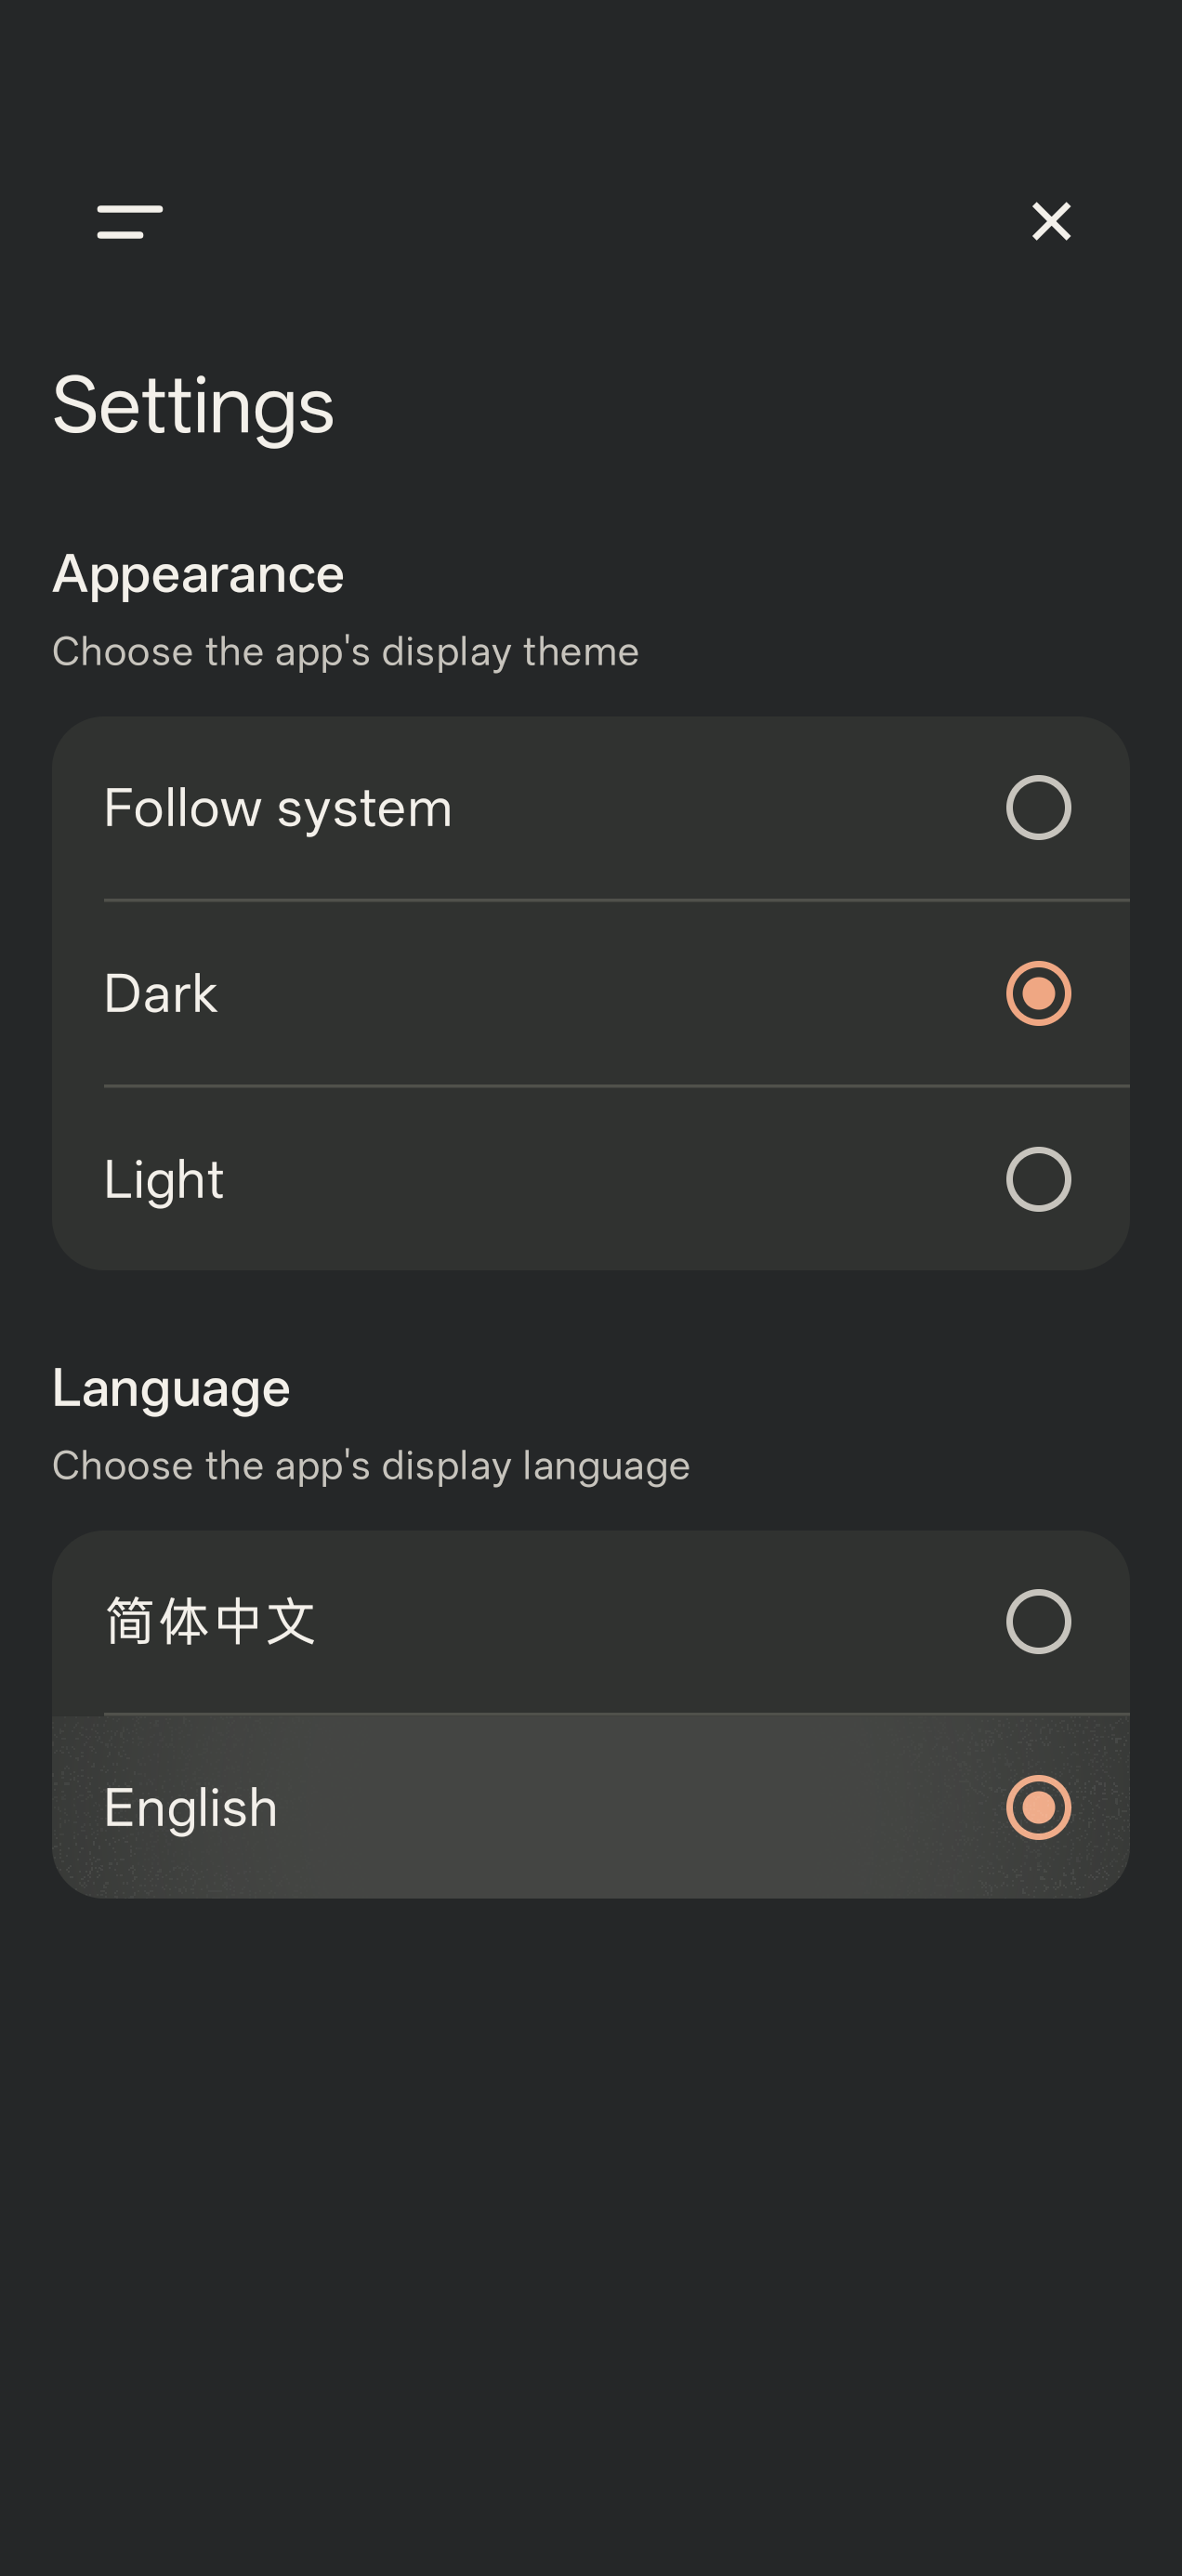 Settings
Appearance
Choose the app's display theme
Follow system
Dark
Light
Language
Choose the app's display language
简体中文
English